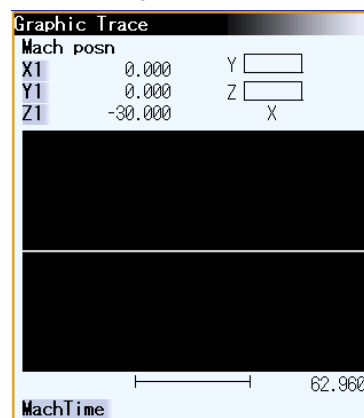 Graphic Trace
Mach posn
X1 0.000 Y
Y1 0.000 Z
Z1 -30.000 X
62.960
MachTime